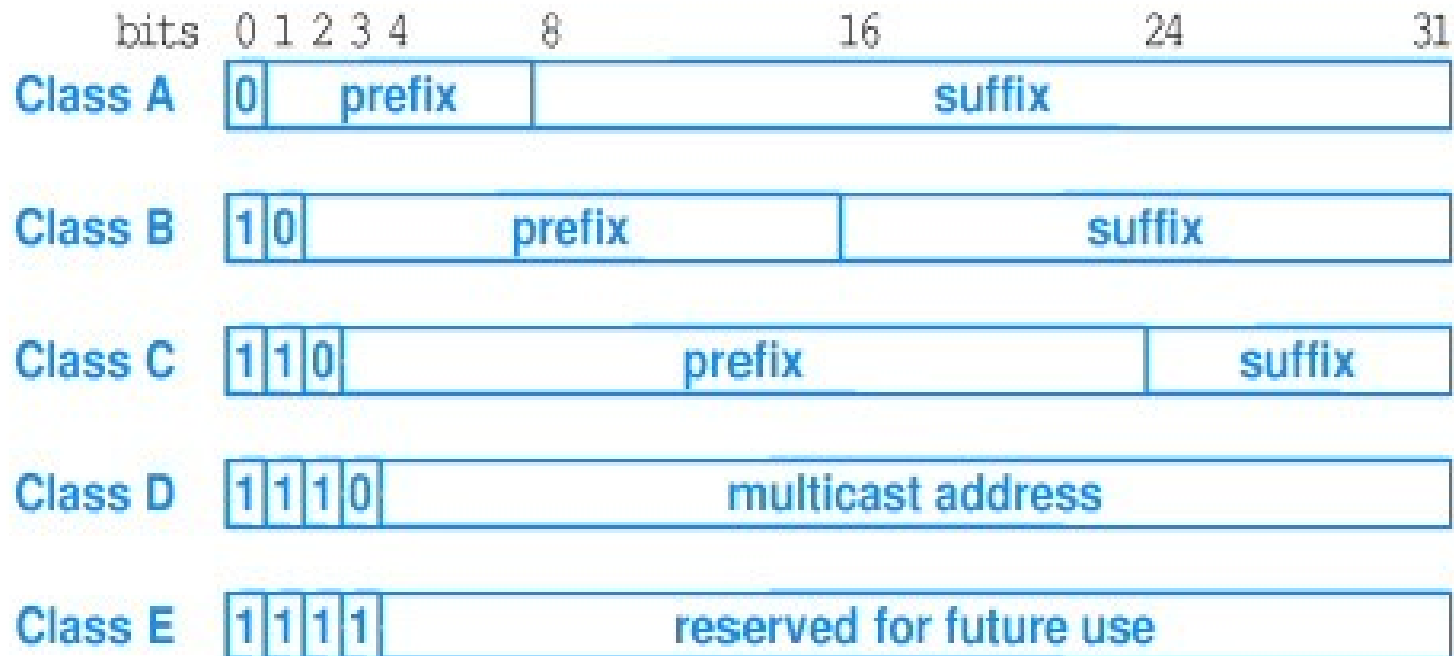 bits 0 1 2 3 4 8 16 24 31
Class A 0 prefix suffix
Class B 1 0 prefix suffix
Class C 1 1 0 prefix suffix
Class D 1 1 1 0 multicast address
Class E 1 1 1 1 reserved for future use